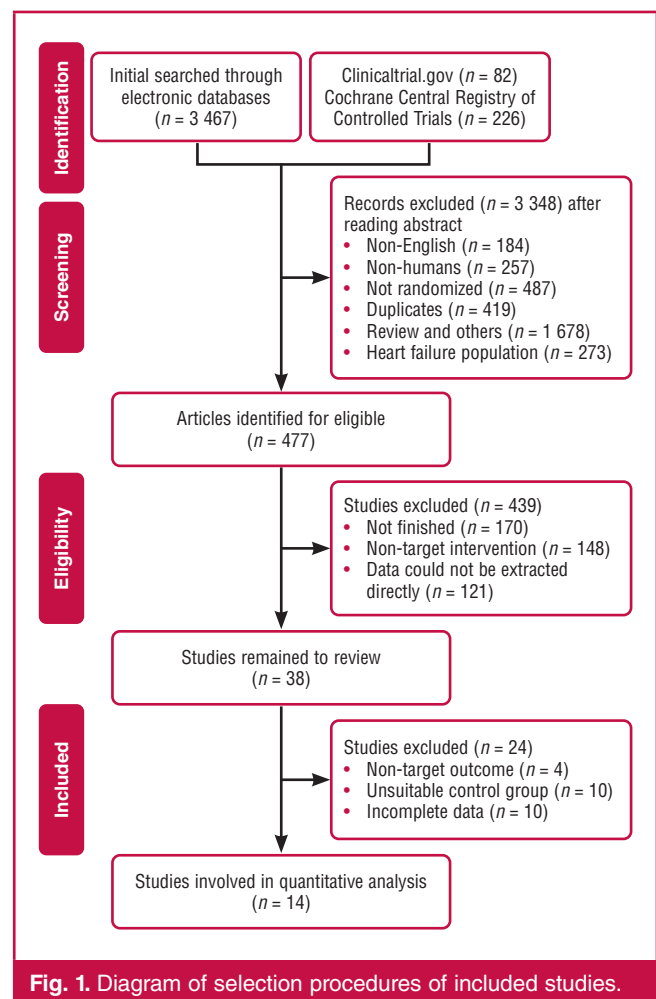 Identification
Initial searched through
electronic databases
(n = 3 467)
Clinicaltrial.gov (n = 82)
Cochrane Central Registry of
Controlled Trials (n = 226)
Screening
Records excluded (n = 3 348) after
reading abstract
• Non-English (n = 184)
• Non-humans (n = 257)
• Not randomized (n = 487)
• Duplicates (n = 419)
• Review and others (n = 1 678)
• Heart failure population (n = 273)
Articles identified for eligible
(n = 477)
Eligibility
Studies excluded (n = 439)
• Not finished (n = 170)
• Non-target intervention (n = 148)
• Data could not be extracted
directly (n = 121)
Studies remained to review
(n = 38)
Included
Studies excluded (n = 24)
• Non-target outcome (n = 4)
• Unsuitable control group (n = 10)
• Incomplete data (n = 10)
Studies involved in quantitative analysis
(n = 14)
Fig. 1. Diagram of selection procedures of included studies.